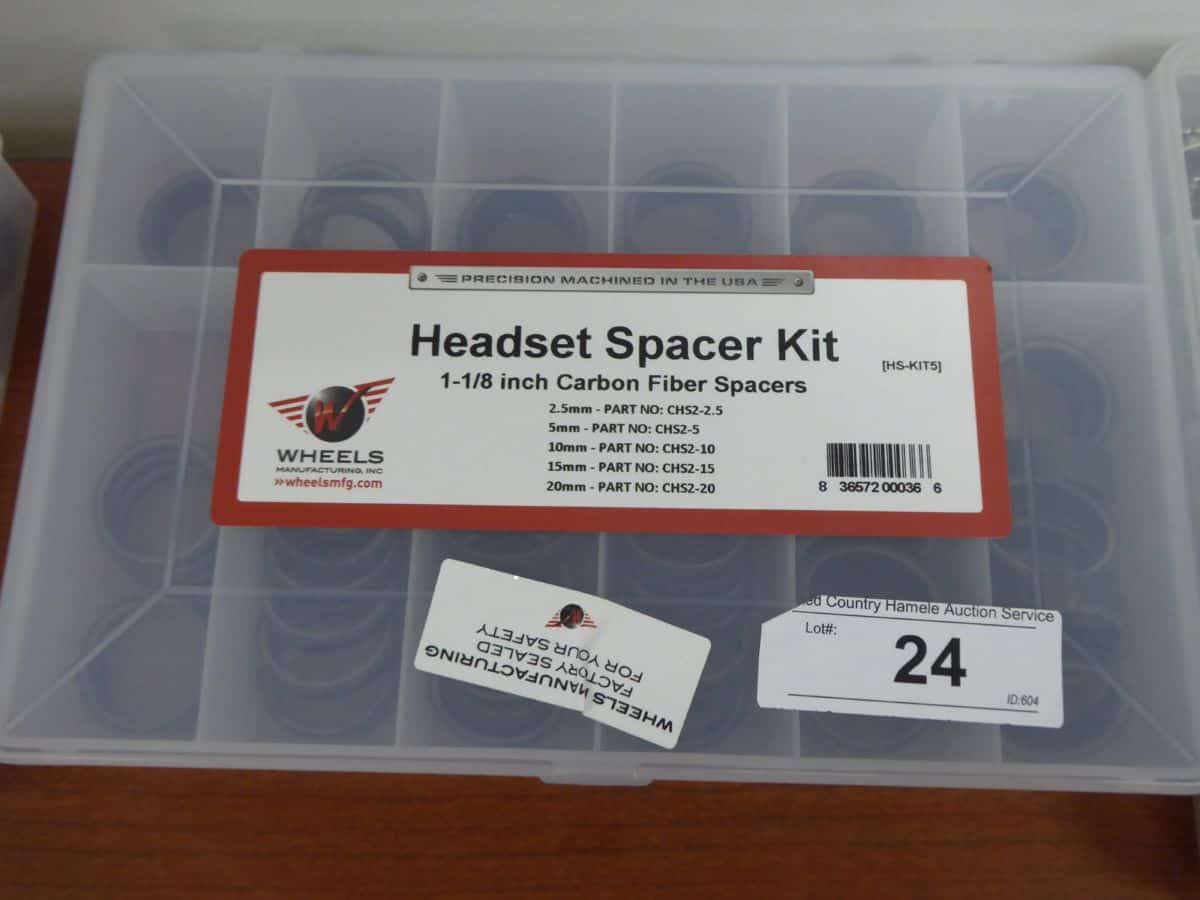 PRECISION MACHINED IN THE USA
Headset Spacer Kit
[HS-KIT5]
1-1/8 inch Carbon Fiber Spacers
2.5mm - PART NO: CHS2-2.5
5mm - PART NO: CHS2-5
10mm - PART NO: CHS2-10
15mm - PART NO: CHS2-15
20mm - PART NO: CHS2-20
W
WHEELS
MANUFACTURING, INC
»wheelsmfg.com
8 36572 00036 6
WHEELS MANUFACTURING
FACTORY SEALED
FOR YOUR SAFETY
Country Hamele Auction Service
Lot#:
24
ID:604